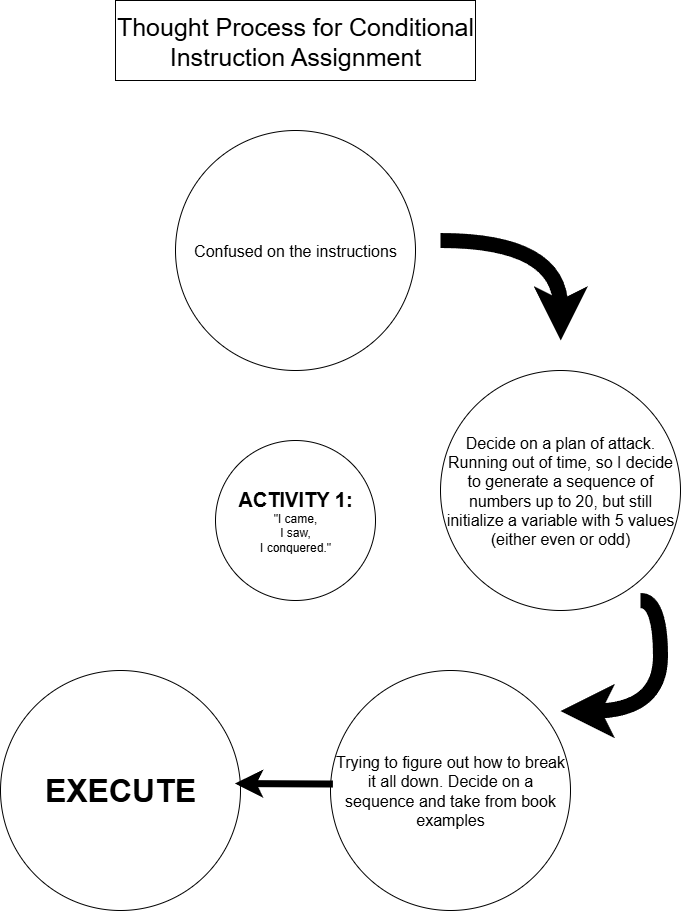 Thought Process for Conditional
Instruction Assignment
Confused on the instructions
Decide on a plan of attack.
Running out of time, so I decide
to generate a sequence of
numbers up to 20, but still
initialize a variable with 5 values
(either even or odd)
ACTIVITY 1:
"I came,
I saw,
I conquered."
Trying to figure out how to break
it all down. Decide on a
sequence and take from book
examples
EXECUTE